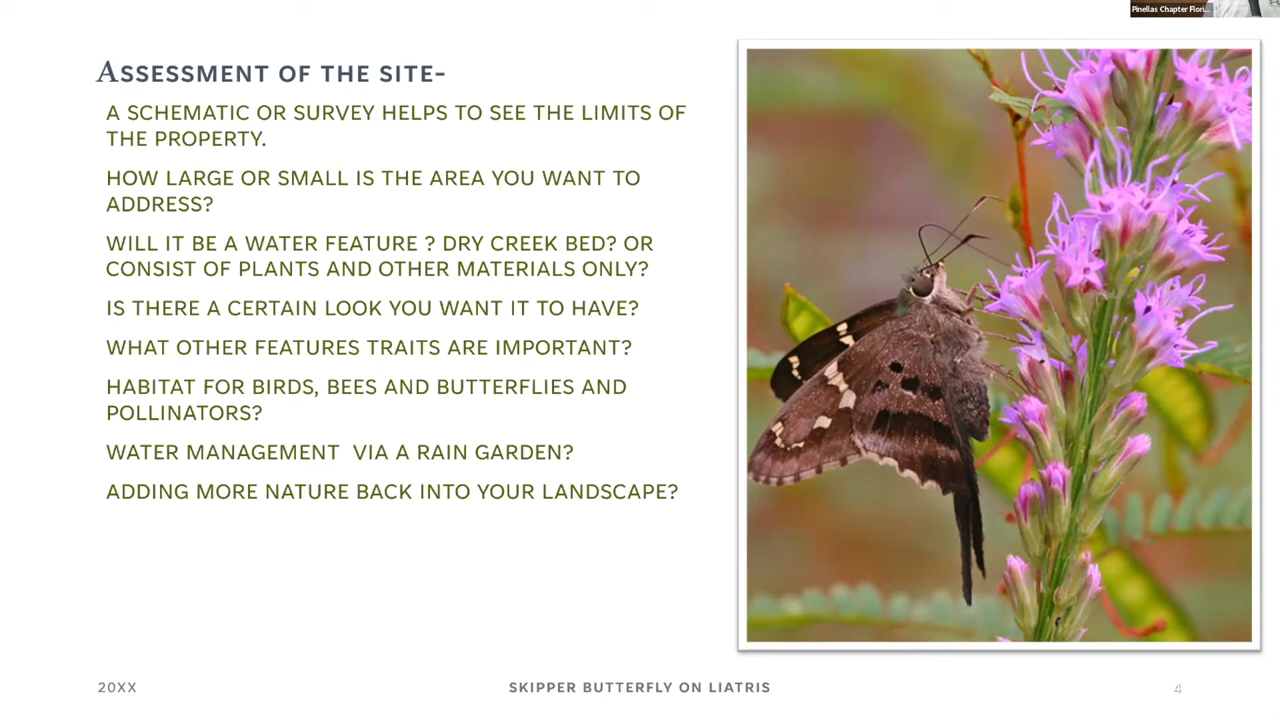 Pinellas Chapter Flori...
ASSESSMENT OF THE SITE-
A SCHEMATIC OR SURVEY HELPS TO SEE THE LIMITS OF
THE PROPERTY.
HOW LARGE OR SMALL IS THE AREA YOU WANT TO
ADDRESS?
WILL IT BE A WATER FEATURE ? DRY CREEK BED? OR
CONSIST OF PLANTS AND OTHER MATERIALS ONLY?
IS THERE A CERTAIN LOOK YOU WANT IT TO HAVE?
WHAT OTHER FEATURES TRAITS ARE IMPORTANT?
HABITAT FOR BIRDS, BEES AND BUTTERFLIES AND
POLLINATORS?
WATER MANAGEMENT  VIA A RAIN GARDEN?
ADDING MORE NATURE BACK INTO YOUR LANDSCAPE?
20XX
SKIPPER BUTTERFLY ON LIATRIS
4